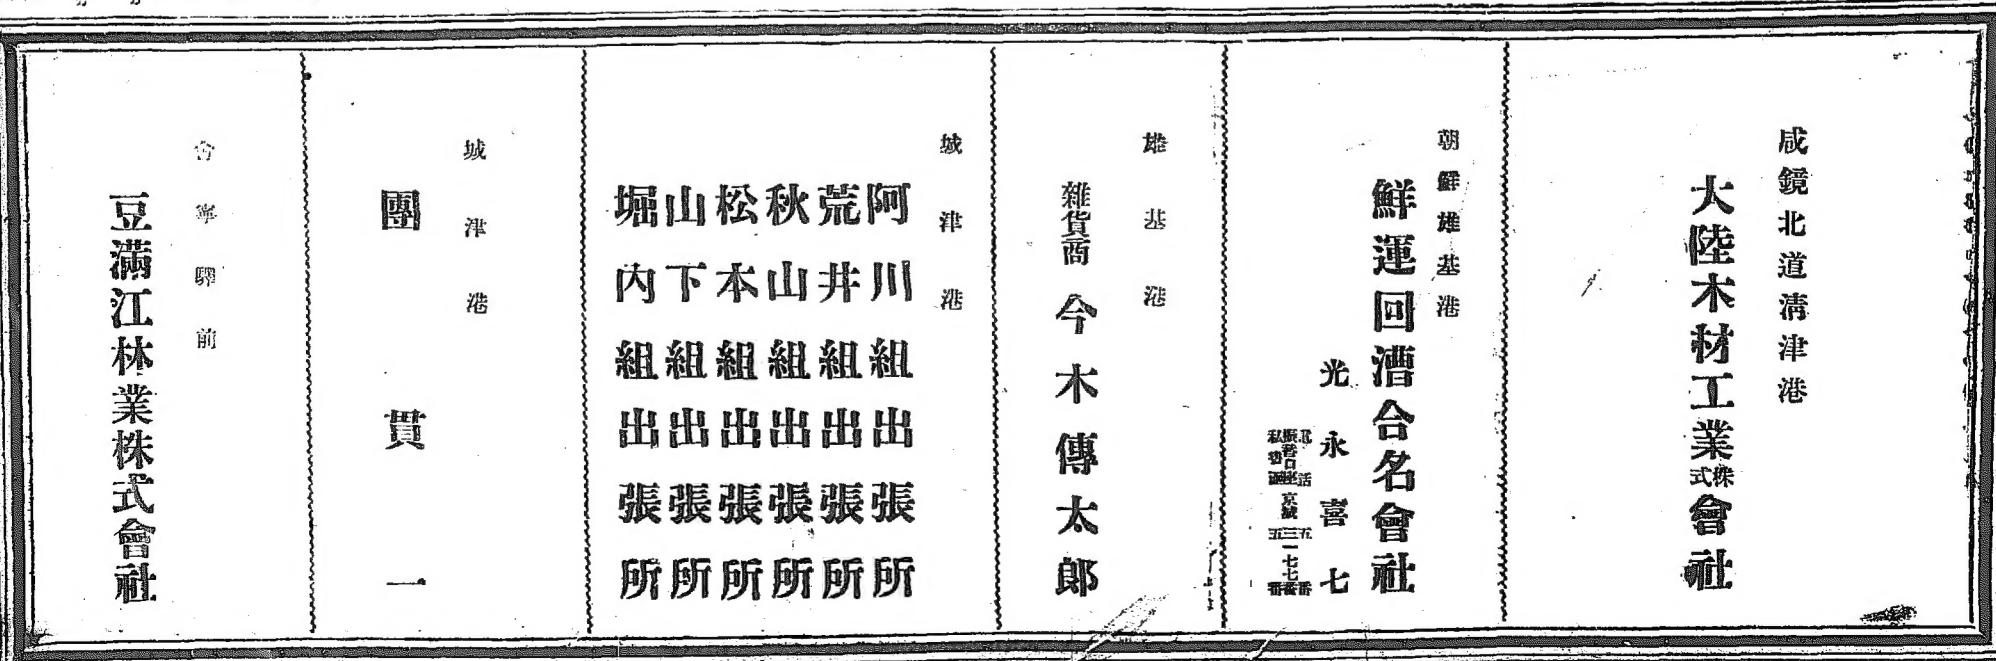 咸鏡北道淸津港
大陸木材工業株式會社
朝鮮雄基港
鮮運回漕合名會社
光永喜七
雄基港
雜貨商 今木傳太郎
城津港
阿川組出張所
荒井組出張所
秋山組出張所
松本組出張所
山下組出張所
堀內組出張所
城津港
團貫一
會寧驛前
豆滿江林業株式會社